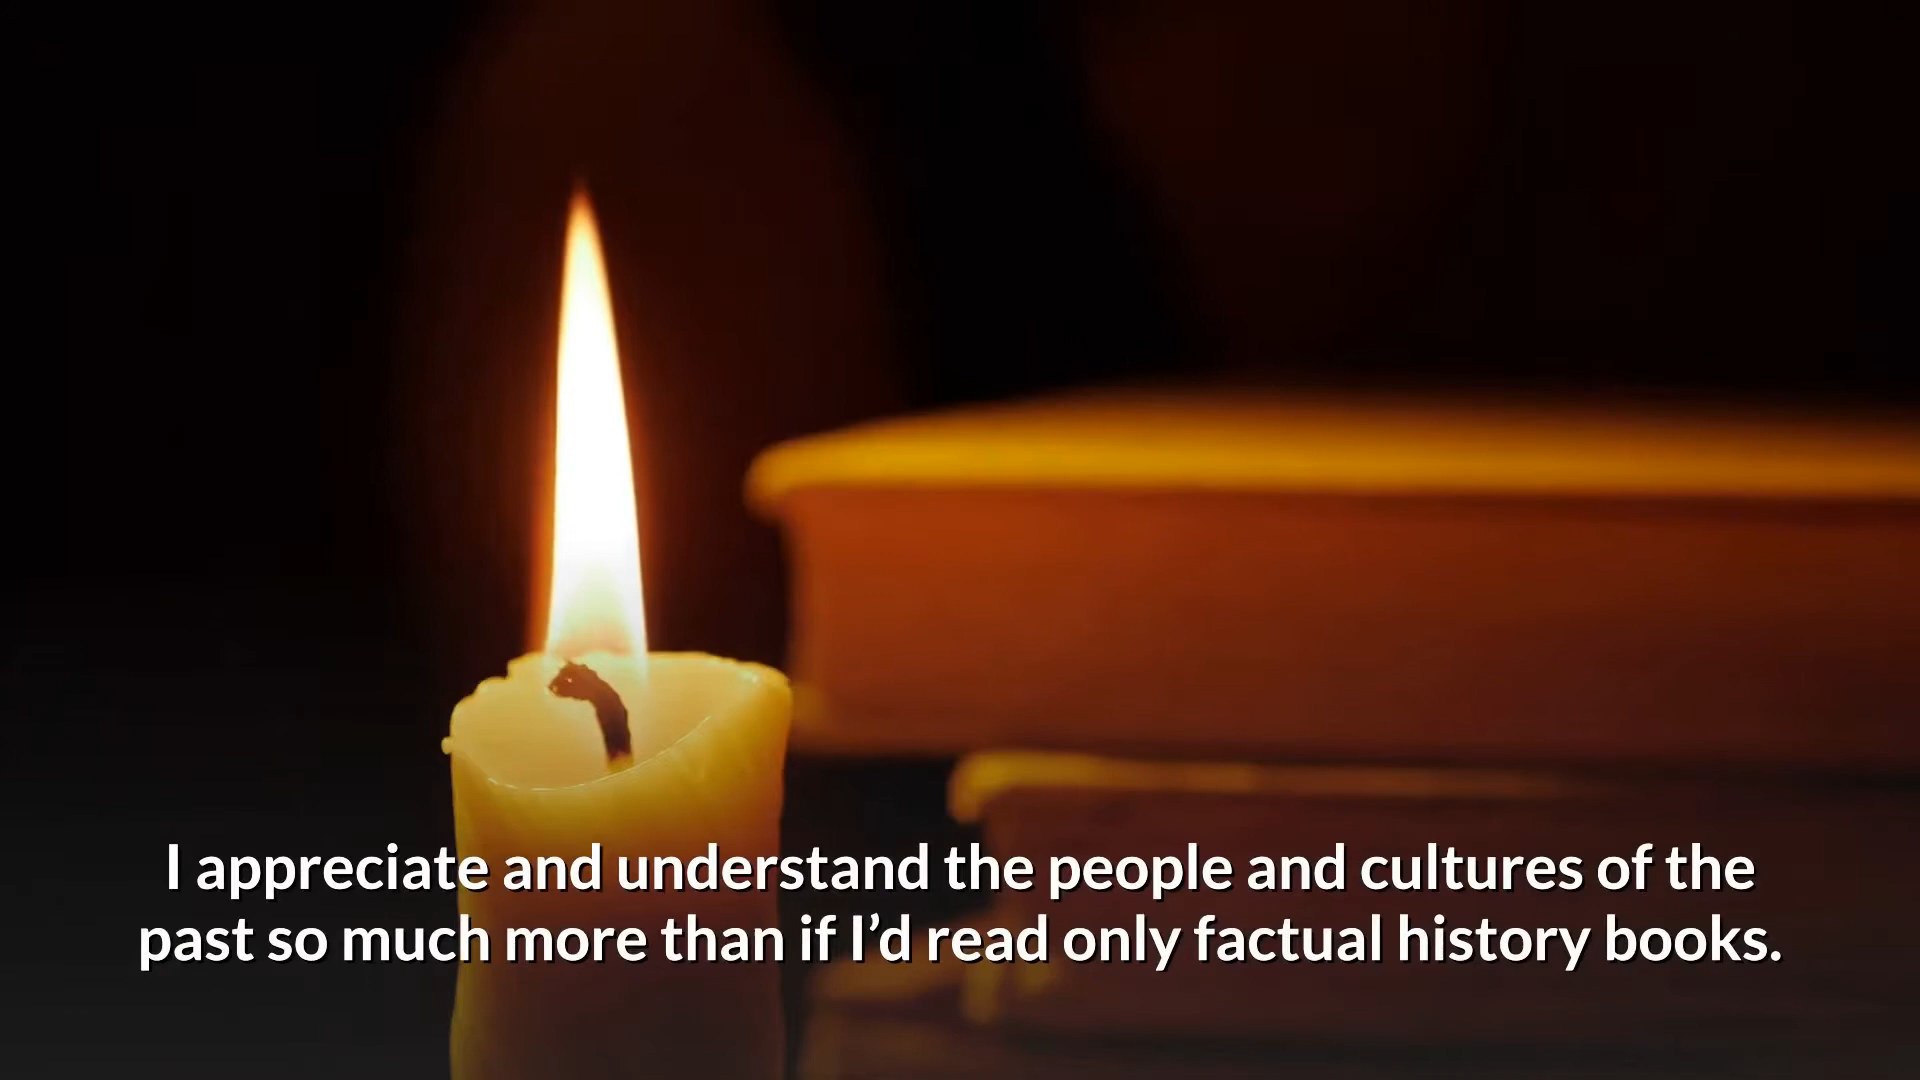 I appreciate and understand the people and cultures of the
past so much more than if I’d read only factual history books.